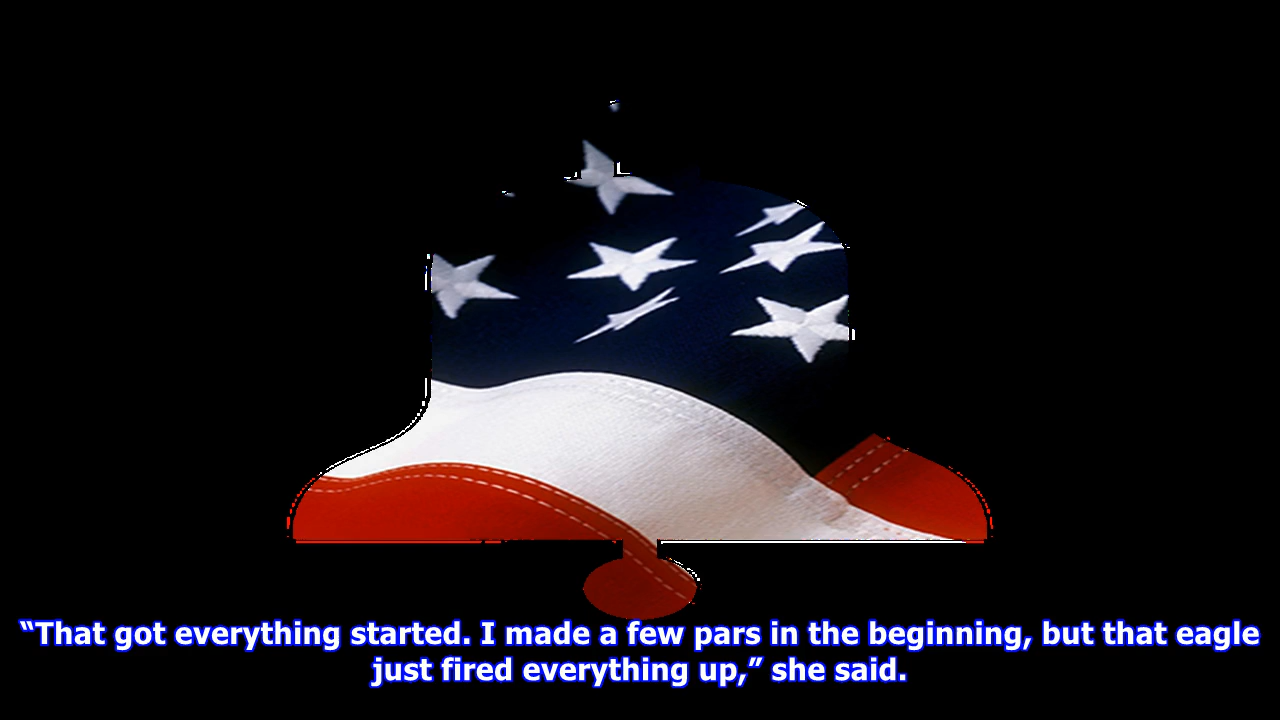 “That got everything started. I made a few pars in the beginning, but that eagle
just fired everything up,” she said.